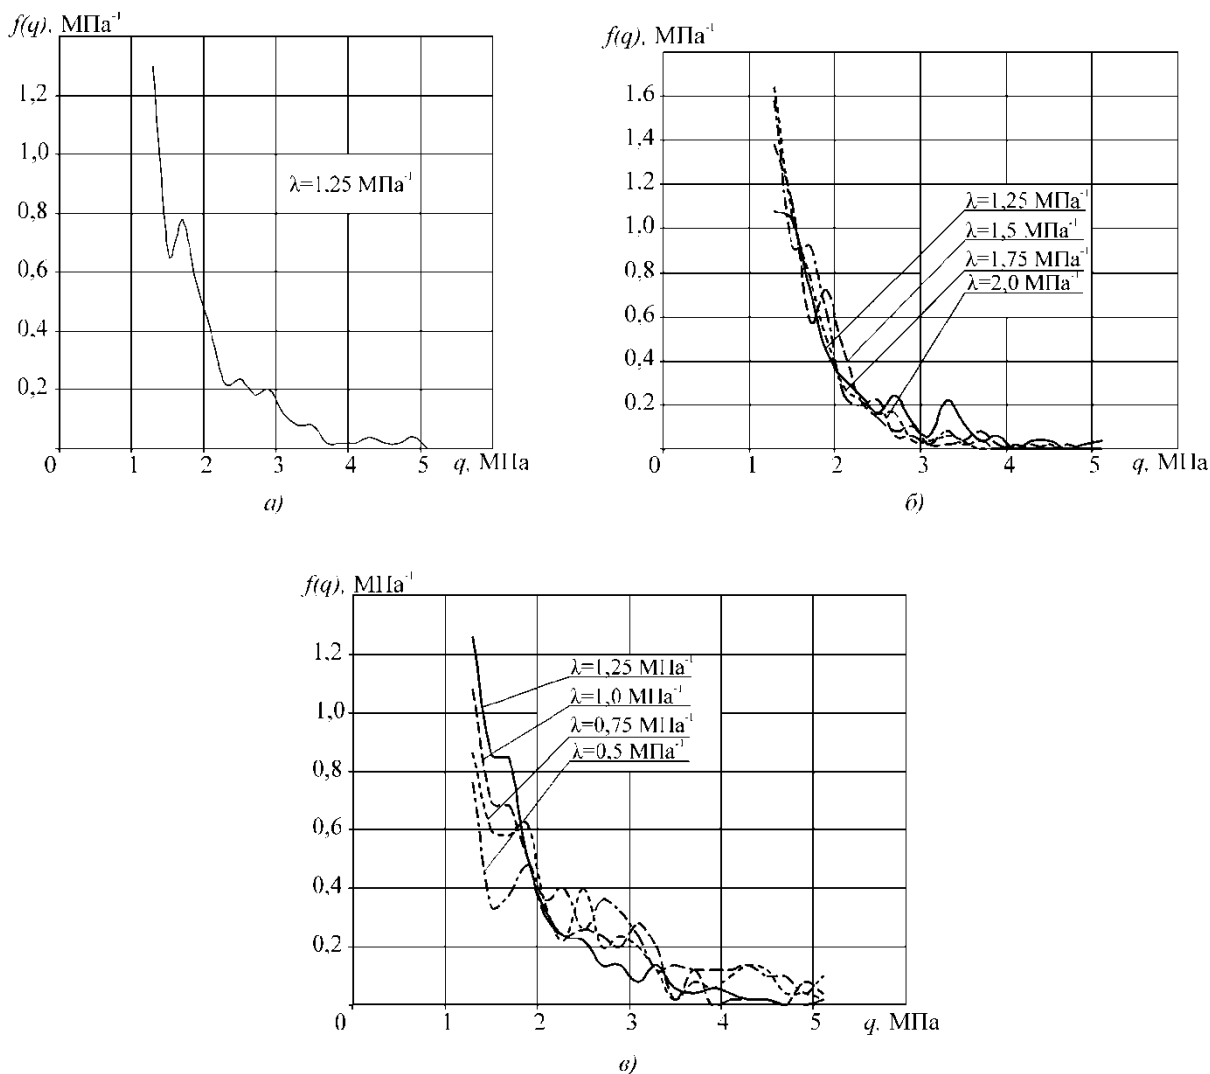 f(q), МПа⁻¹
1,2
1,0
0,8
0,6
0,4
0,2
λ=1,25 МПа⁻¹
0 1 2 3 4 5 q, МПа
а)
f(q), МПа⁻¹
1.6
1.4
1.2
1.0
0.8
0.6
0.4
0.2
λ=1,25 МПа⁻¹
λ=1,5 МПа⁻¹
λ=1,75 МПа⁻¹
λ=2,0 МПа⁻¹
0 1 2 3 4 5 q, МПа
б)
f(q), МПа⁻¹
1,2
1,0
0,8
0,6
0,4
0,2
λ=1,25 МПа⁻¹
λ=1,0 МПа⁻¹
λ=0,75 МПа⁻¹
λ=0,5 МПа⁻¹
0 1 2 3 4 5 q, МПа
в)